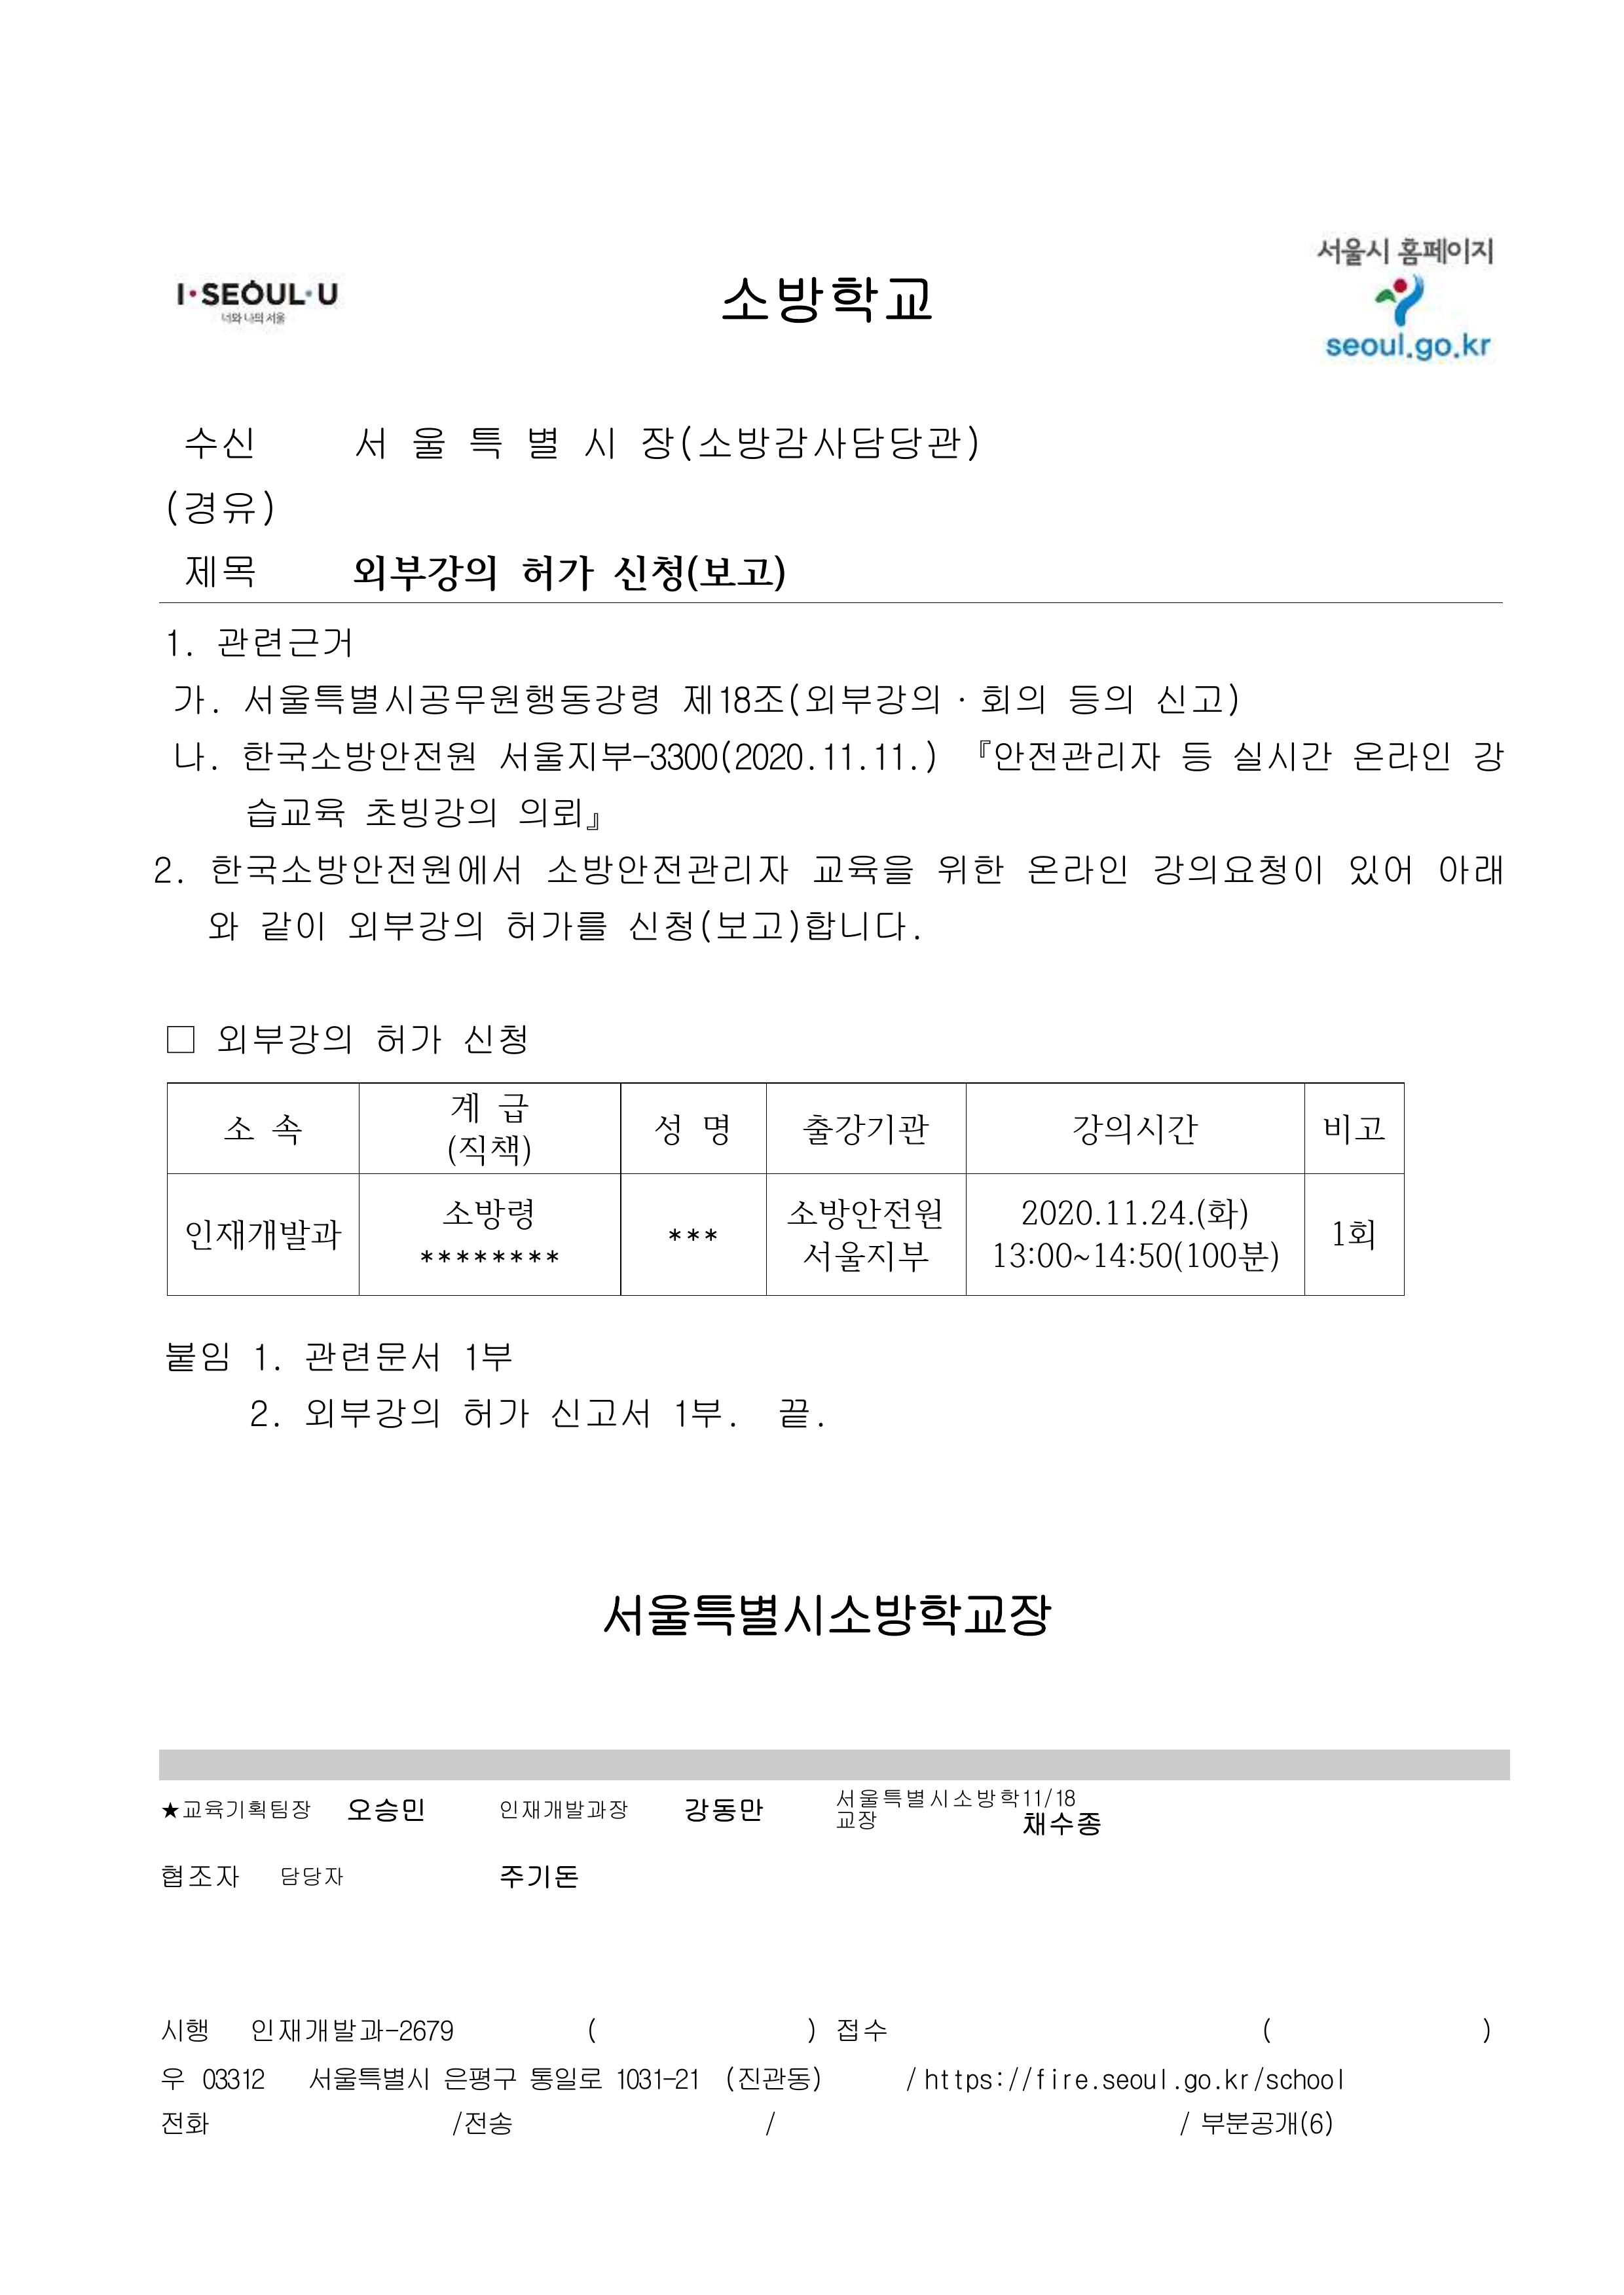 I·SEOUL·U
너와 나의 서울
소방학교
서울시 홈페이지
seoul.go.kr
수신 서 울 특 별 시 장(소방감사담당관)
(경유)
제목 외부강의 허가 신청(보고)
1. 관련근거
가. 서울특별시공무원행동강령 제18조(외부강의·회의 등의 신고)
나. 한국소방안전원 서울지부-3300(2020.11.11.) 『안전관리자 등 실시간 온라인 강
습교육 초빙강의 의뢰』
2. 한국소방안전원에서 소방안전관리자 교육을 위한 온라인 강의요청이 있어 아래
와 같이 외부강의 허가를 신청(보고)합니다.
□ 외부강의 허가 신청
소 속 계 급 (직책) 성 명 출강기관 강의시간 비고
인재개발과 소방령 ******** *** 소방안전원 서울지부 2020.11.24.(화) 13:00~14:50(100분) 1회
붙임 1. 관련문서 1부
2. 외부강의 허가 신고서 1부. 끝.
서울특별시소방학교장
★교육기획팀장 오승민 인재개발과장 강동만 서울특별시소방학교장 11/18 채수종
협조자 담당자 주기돈
시행 인재개발과-2679 ( ) 접수 ( )
우 03312 서울특별시 은평구 통일로 1031-21 (진관동) / https://fire.seoul.go.kr/school
전화 /전송 / / 부분공개(6)